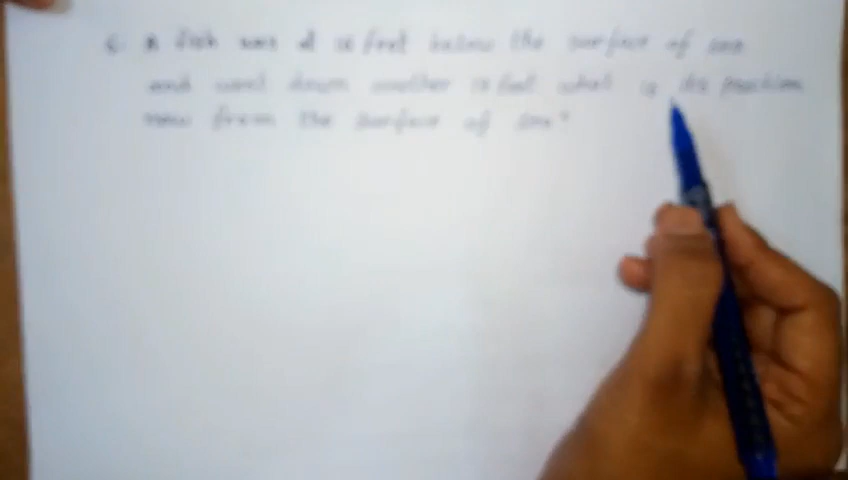 A fish was at feet below the surface of sea
and went down another feet what is its position
now from the surface of sea?